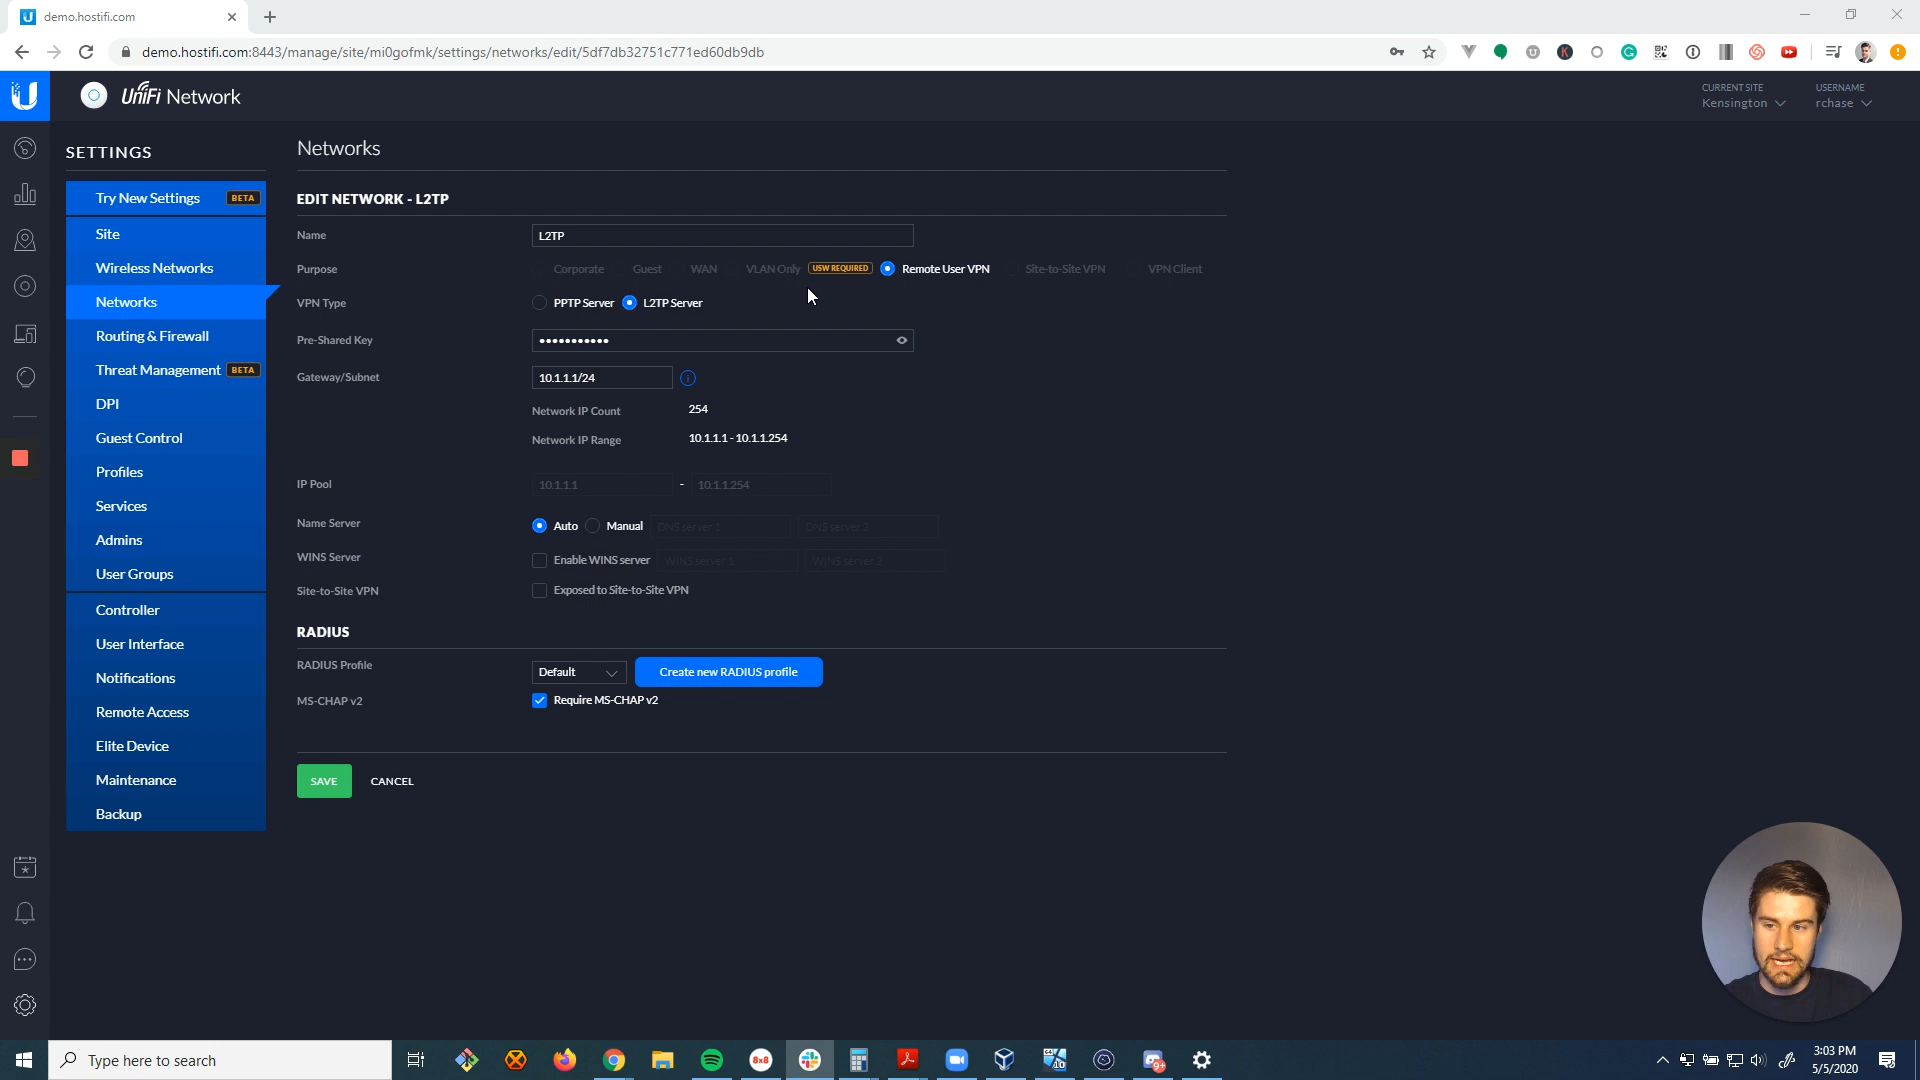 demo.hostifi.com
demo.hostifi.com:8443/manage/site/mi0gofmk/settings/networks/edit/5df7db32751c771ed60db9db
UniFi Network
CURRENT SITE
Kensington
USERNAME
rchase
SETTINGS
Try New Settings BETA
Site
Wireless Networks
Networks
Routing & Firewall
Threat Management BETA
DPI
Guest Control
Profiles
Services
Admins
User Groups
Controller
User Interface
Notifications
Remote Access
Elite Device
Maintenance
Backup
Networks
EDIT NETWORK - L2TP
Name L2TP
Purpose Corporate Guest WAN VLAN Only USW REQUIRED Remote User VPN Site-to-Site VPN VPN Client
VPN Type PPTP Server L2TP Server
Pre-Shared Key •••••••••••
Gateway/Subnet 10.1.1.1/24
Network IP Count 254
Network IP Range 10.1.1.1 - 10.1.1.254
IP Pool 10.1.1.1 - 10.1.1.254
Name Server Auto Manual DNS server 1 DNS server 2
WINS Server Enable WINS server WINS server 1 WINS server 2
Site-to-Site VPN Exposed to Site-to-Site VPN
RADIUS
RADIUS Profile Default Create new RADIUS profile
MS-CHAP v2 Require MS-CHAP v2
SAVE CANCEL
Type here to search
8x8
10
9+
3:03 PM
5/5/2020